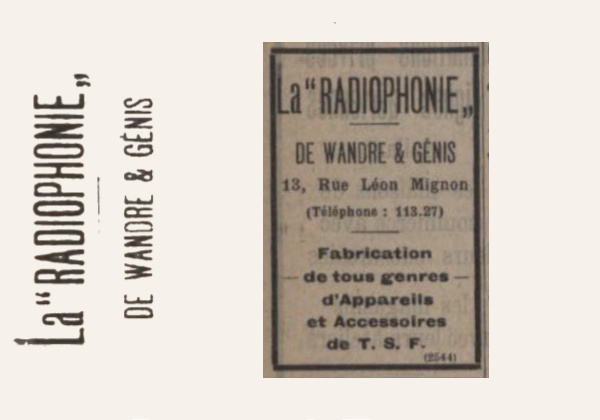 La "RADIOPHONIE„
DE WANDRE & GÉNIS
La "RADIOPHONIE„
DE WANDRE & GÉNIS
13, Rue Léon Mignon
(Téléphone : 113.27)
Fabrication
de tous genres
d'Appareils
et Accessoires
de T. S. F.
(2544)